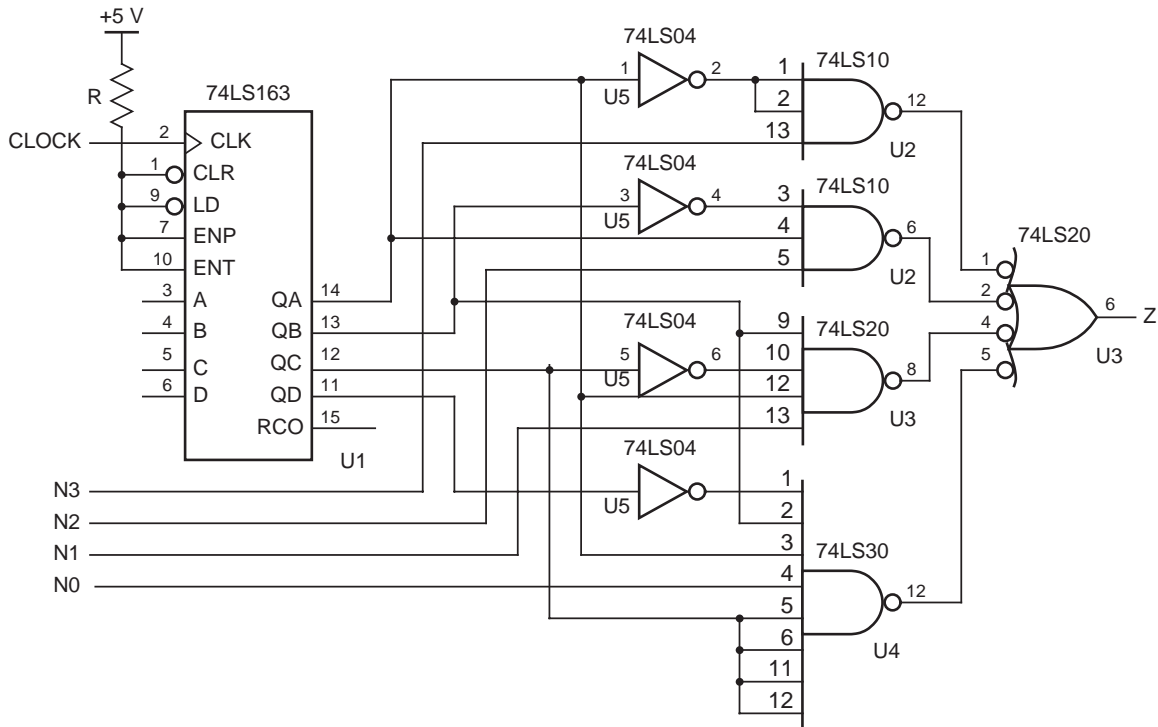 +5 V
R
74LS163
CLOCK
2
CLK
1
CLR
9
LD
7
ENP
10
ENT
3
A
QA
14
4
B
QB
13
5
C
QC
12
6
D
QD
11
RCO
15
U1
N3
N2
N1
N0
74LS04
1
2
U5
74LS04
3
4
U5
74LS04
5
6
U5
74LS04
U5
74LS10
1
2
13
12
U2
74LS10
3
4
5
6
U2
74LS20
9
10
12
13
8
U3
74LS30
1
2
3
4
5
6
11
12
12
U4
74LS20
1
2
4
5
6
Z
U3